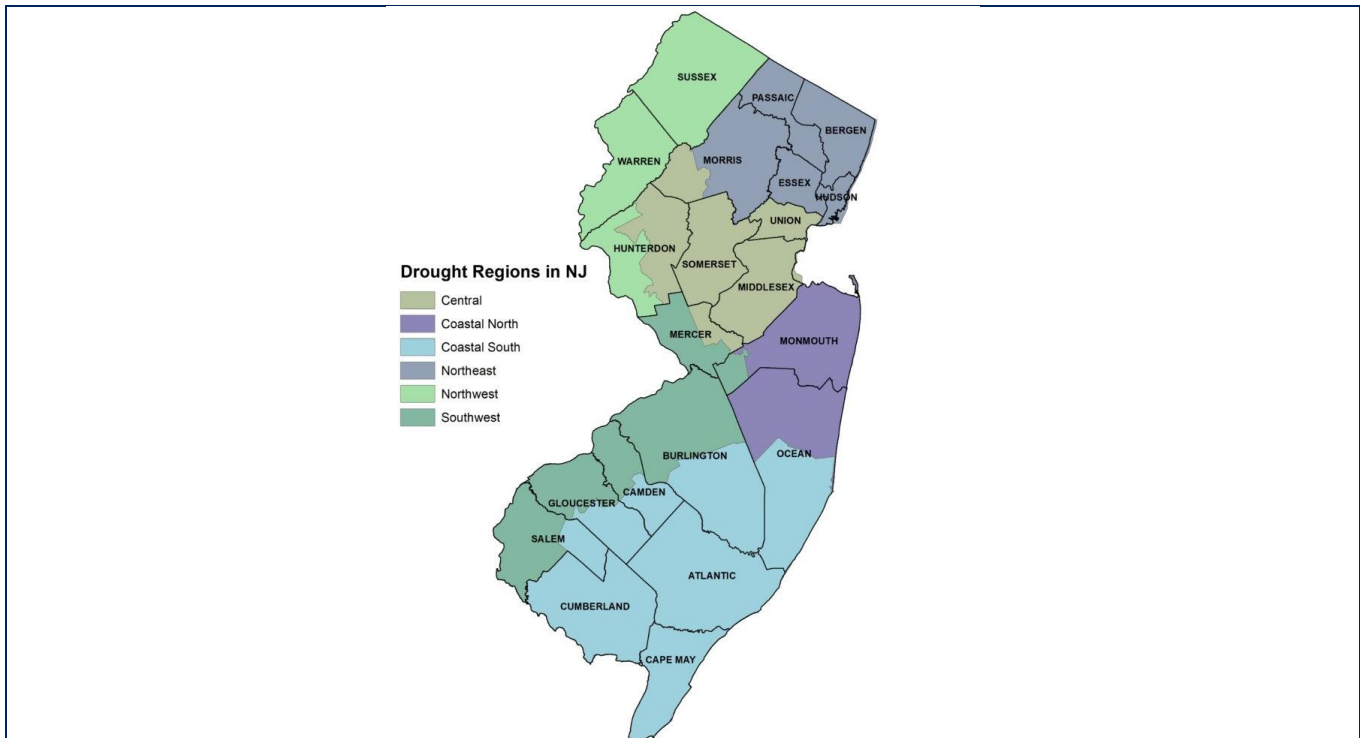 SUSSEX
PASSAIC
BERGEN
WARREN
MORRIS
ESSEX
HUDSON
UNION
HUNTERDON
SOMERSET
MIDDLESEX
MERCER
MONMOUTH
Drought Regions in NJ
Central
Coastal North
Coastal South
Northeast
Northwest
Southwest
OCEAN
BURLINGTON
CAMDEN
GLOUCESTER
SALEM
ATLANTIC
CUMBERLAND
CAPE MAY